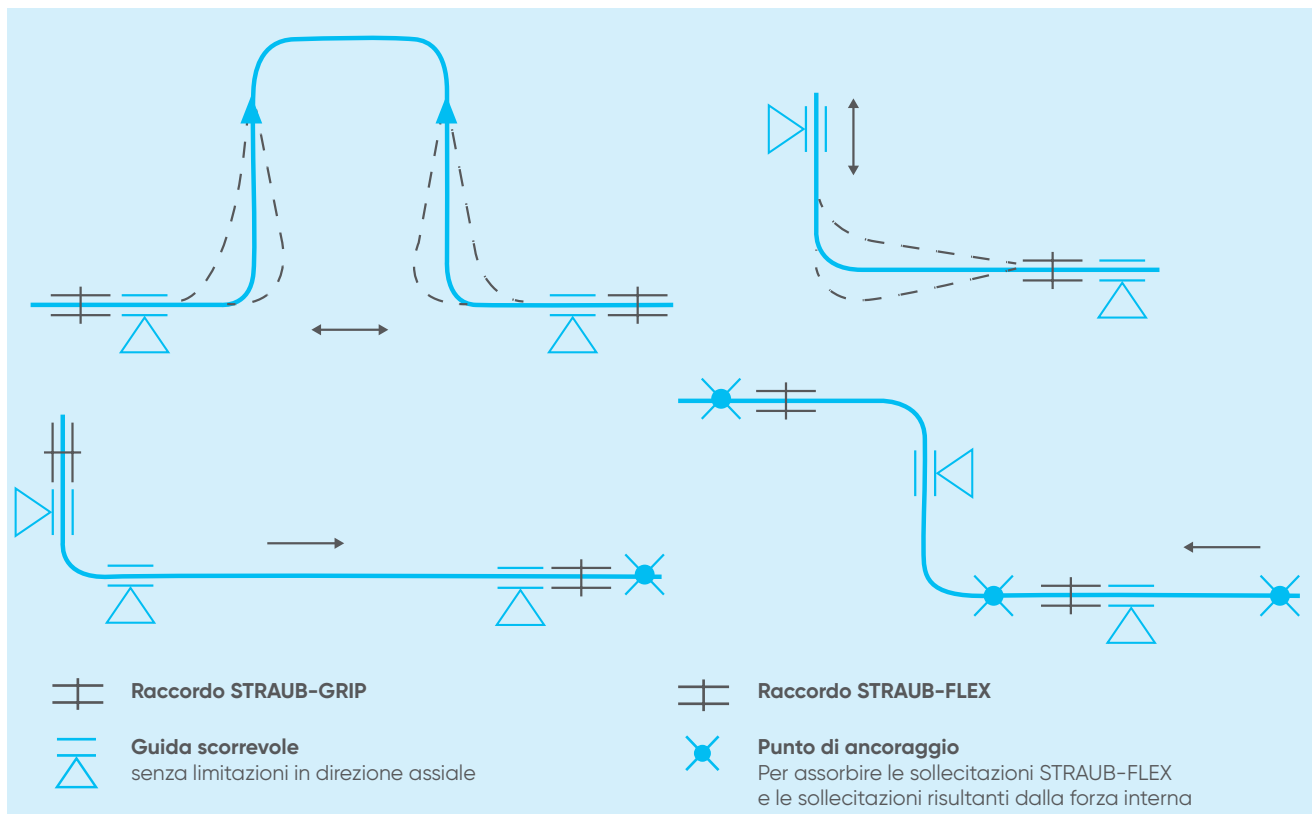 Raccordo STRAUB-GRIP
Raccordo STRAUB-FLEX
Guida scorrevole
senza limitazioni in direzione assiale
Punto di ancoraggio
Per assorbire le sollecitazioni STRAUB-FLEX
e le sollecitazioni risultanti dalla forza interna